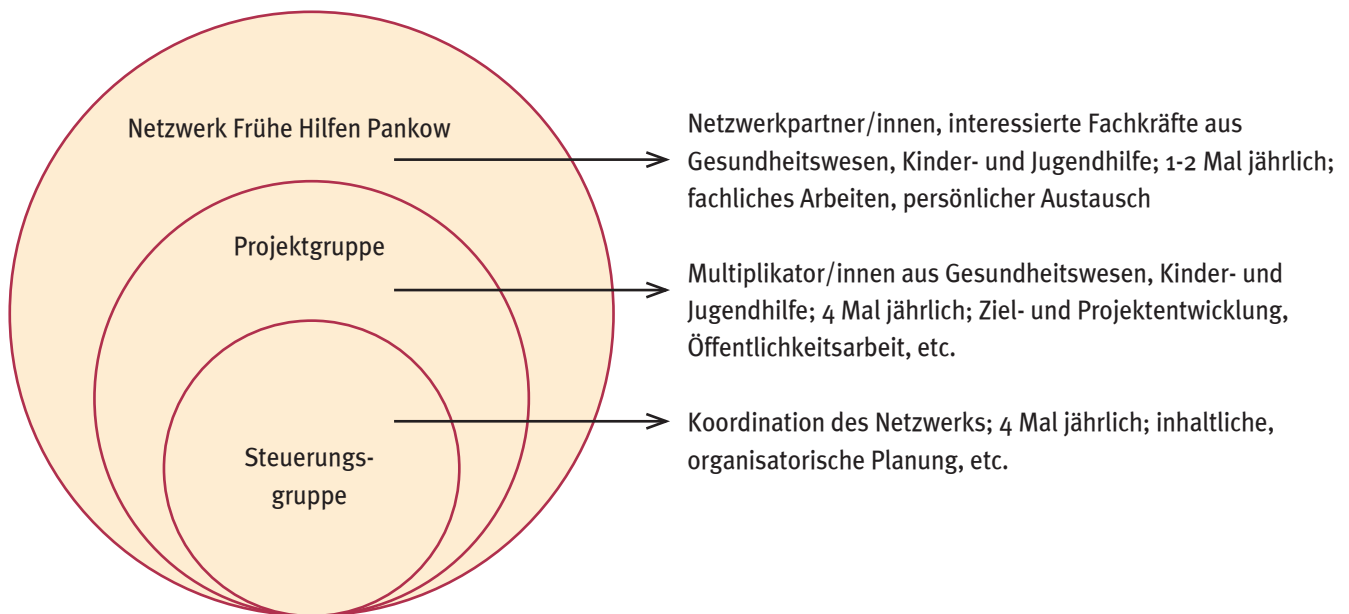 Netzwerk Frühe Hilfen Pankow
Netzwerkpartner/innen, interessierte Fachkräfte aus
Gesundheitswesen, Kinder- und Jugendhilfe; 1-2 Mal jährlich;
fachliches Arbeiten, persönlicher Austausch
Projektgruppe
Multiplikator/innen aus Gesundheitswesen, Kinder- und
Jugendhilfe; 4 Mal jährlich; Ziel- und Projektentwicklung,
Öffentlichkeitsarbeit, etc.
Steuerungs-
gruppe
Koordination des Netzwerks; 4 Mal jährlich; inhaltliche,
organisatorische Planung, etc.